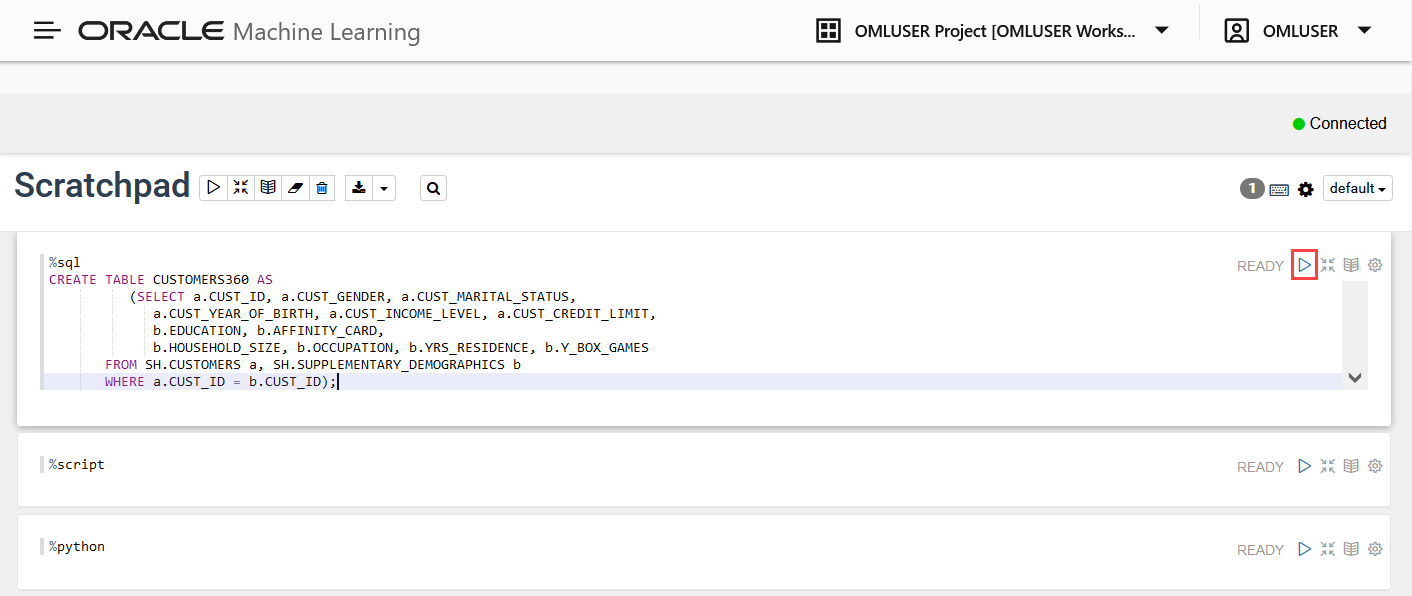 ORACLE Machine Learning
OMLUSER Project [OMLUSER Works...
OMLUSER
Connected
Scratchpad
1
default
%sql
CREATE TABLE CUSTOMERS360 AS
(SELECT a.CUST_ID, a.CUST_GENDER, a.CUST_MARITAL_STATUS,
a.CUST_YEAR_OF_BIRTH, a.CUST_INCOME_LEVEL, a.CUST_CREDIT_LIMIT,
b.EDUCATION, b.AFFINITY_CARD,
b.HOUSEHOLD_SIZE, b.OCCUPATION, b.YRS_RESIDENCE, b.Y_BOX_GAMES
FROM SH.CUSTOMERS a, SH.SUPPLEMENTARY_DEMOGRAPHICS b
WHERE a.CUST_ID = b.CUST_ID);
READY
%script
READY
%python
READY